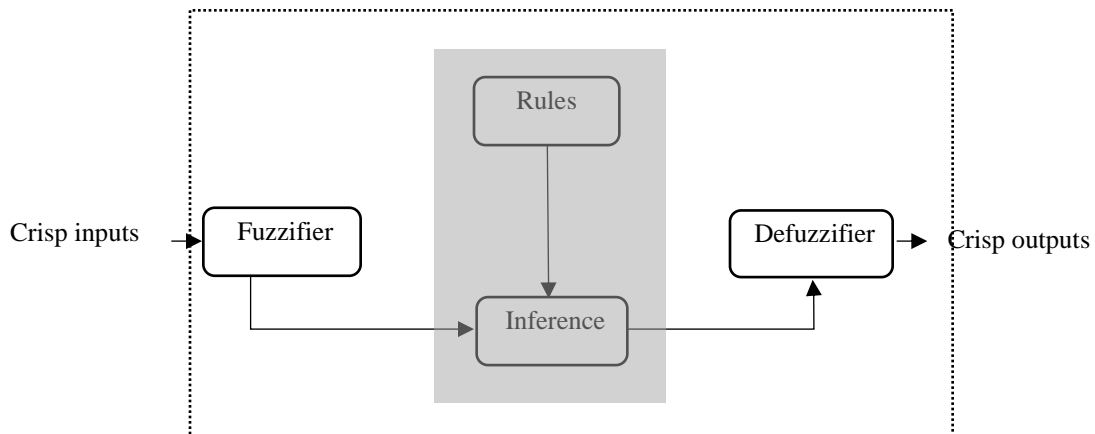 Rules
Crisp inputs
Fuzzifier
Defuzzifier
Crisp outputs
Inference